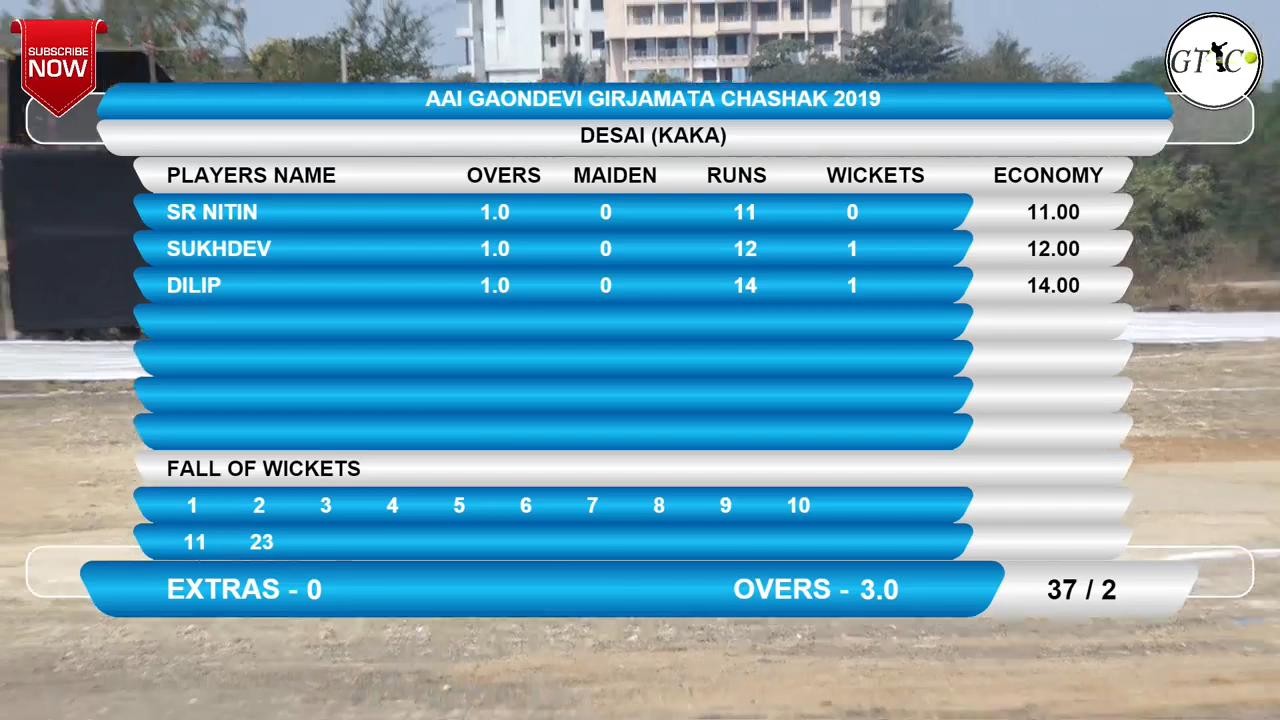 SUBSCRIBE
NOW
GTCC
AAI GAONDEVI GIRJAMATA CHASHAK 2019
DESAI (KAKA)
PLAYERS NAME OVERS MAIDEN RUNS WICKETS ECONOMY
SR NITIN 1.0 0 11 0 11.00
SUKHDEV 1.0 0 12 1 12.00
DILIP 1.0 0 14 1 14.00
FALL OF WICKETS
1 2 3 4 5 6 7 8 9 10
11 23
EXTRAS - 0 OVERS - 3.0 37 / 2